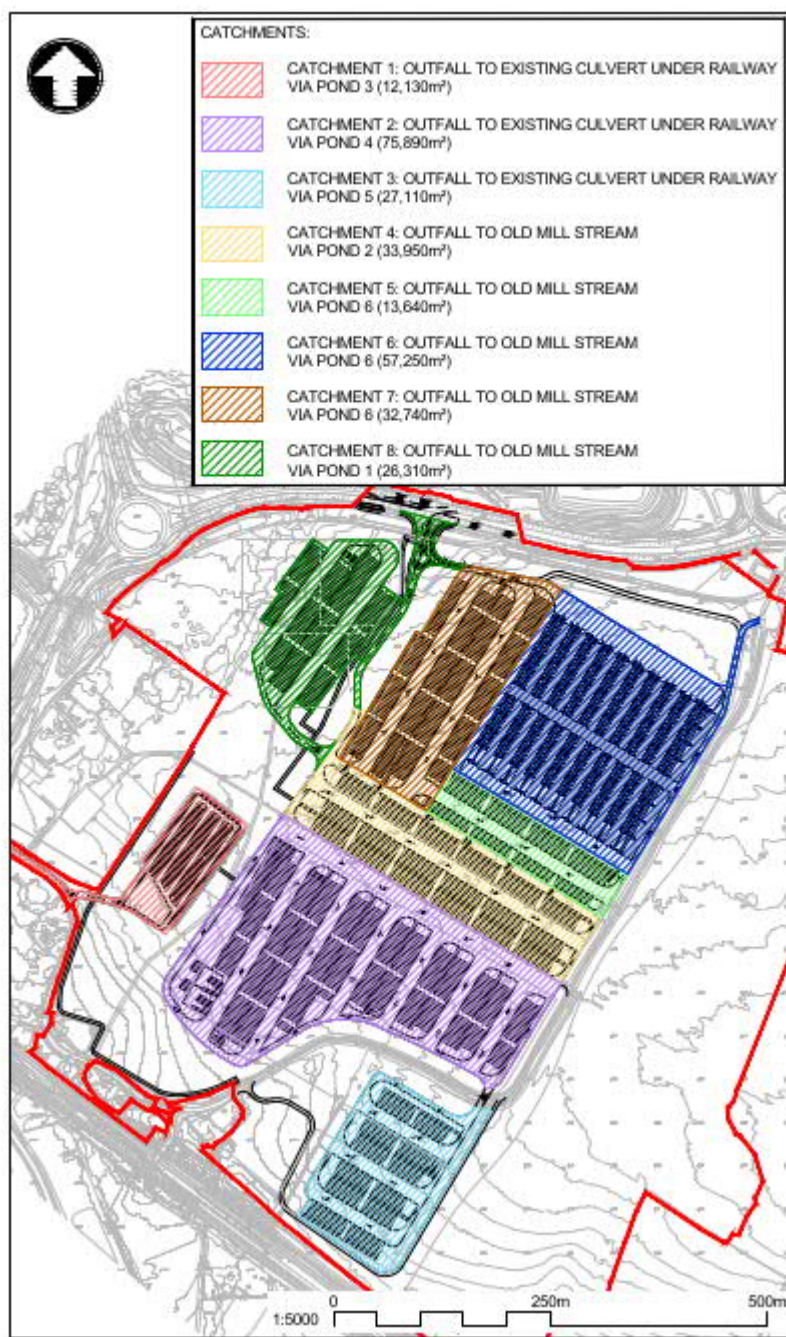 CATCHMENTS:
CATCHMENT 1: OUTFALL TO EXISTING CULVERT UNDER RAILWAY
VIA POND 3 (12,130m²)
CATCHMENT 2: OUTFALL TO EXISTING CULVERT UNDER RAILWAY
VIA POND 4 (75,890m²)
CATCHMENT 3: OUTFALL TO EXISTING CULVERT UNDER RAILWAY
VIA POND 5 (27,110m²)
CATCHMENT 4: OUTFALL TO OLD MILL STREAM
VIA POND 2 (33,950m²)
CATCHMENT 5: OUTFALL TO OLD MILL STREAM
VIA POND 6 (13,640m²)
CATCHMENT 6: OUTFALL TO OLD MILL STREAM
VIA POND 6 (57,250m²)
CATCHMENT 7: OUTFALL TO OLD MILL STREAM
VIA POND 6 (32,740m²)
CATCHMENT 8: OUTFALL TO OLD MILL STREAM
VIA POND 1 (26,310m²)
0 250m 500m
1:5000